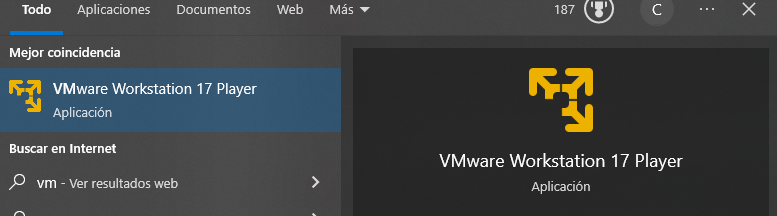 Todo Aplicaciones Documentos Web Más 187 C ...
Mejor coincidencia
VMware Workstation 17 Player
Aplicación
Buscar en Internet
vm - Ver resultados web
VMware Workstation 17 Player
Aplicación